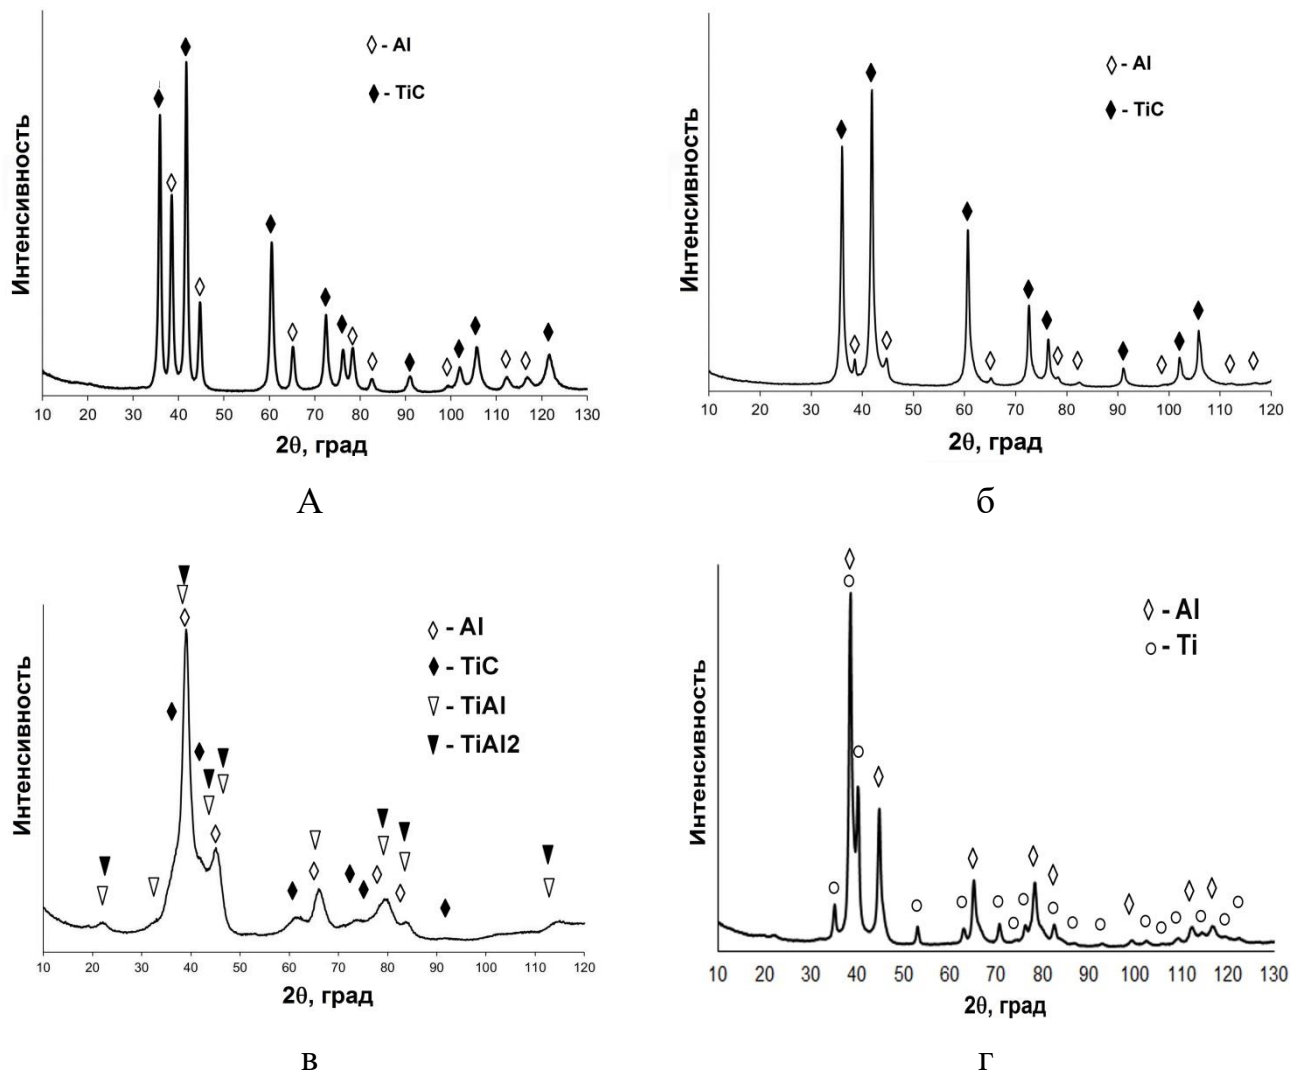 Интенсивность
◊ - Al
♦ - TiC
10 20 30 40 50 60 70 80 90 100 110 120 130
2θ, град
А
Интенсивность
◊ - Al
♦ - TiC
10 20 30 40 50 60 70 80 90 100 110 120
2θ, град
б
Интенсивность
◊ - Al
♦ - TiC
▽ - TiAl
▼ - TiAl2
10 20 30 40 50 60 70 80 90 100 110 120
2θ, град
в
Интенсивность
◊ - Al
○ - Ti
10 20 30 40 50 60 70 80 90 100 110 130
2θ, град
г